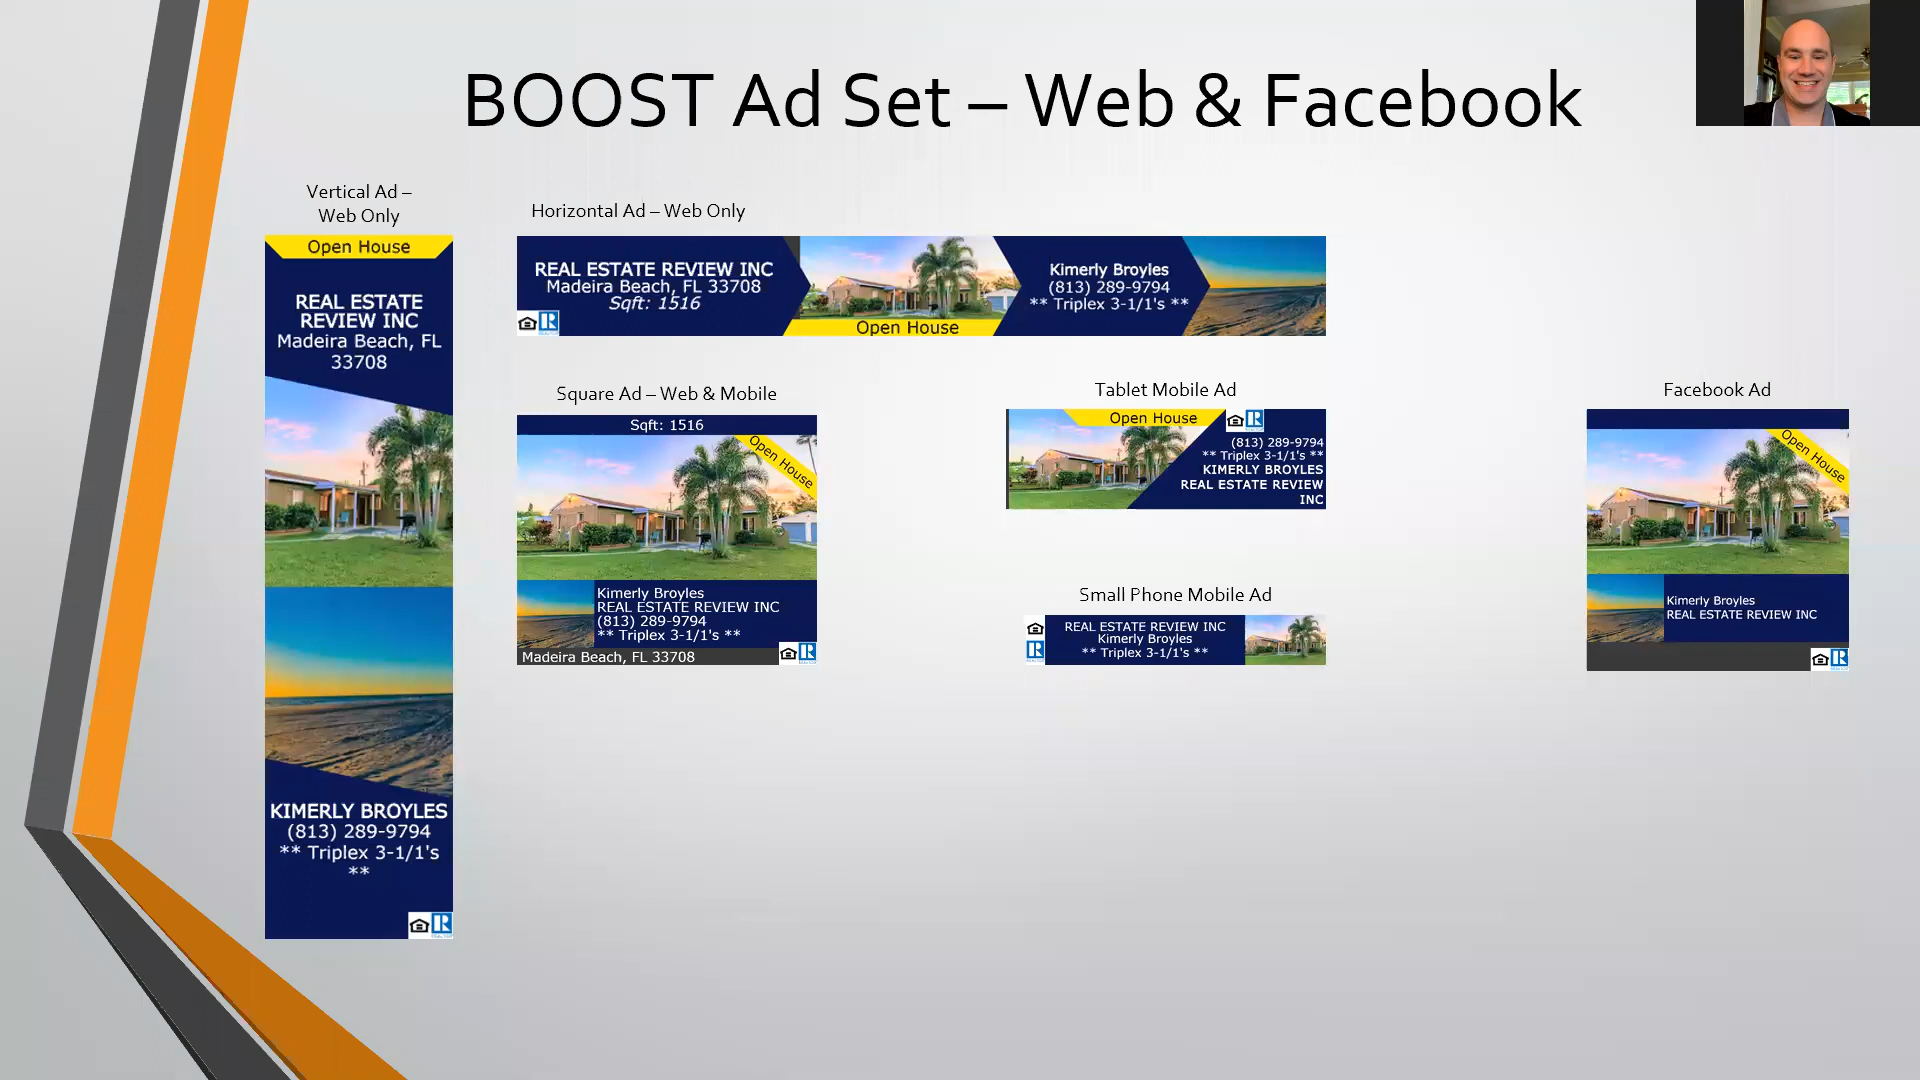 BOOST Ad Set – Web & Facebook
Vertical Ad –
Web Only
Open House
REAL ESTATE
REVIEW INC
Madeira Beach, FL
33708
KIMERLY BROYLES
(813) 289-9794
** Triplex 3-1/1's
**
R
Horizontal Ad – Web Only
REAL ESTATE REVIEW INC
Madeira Beach, FL 33708
Sqft: 1516
R
Open House
Kimerly Broyles
(813) 289-9794
** Triplex 3-1/1's **
Square Ad – Web & Mobile
Sqft: 1516
Open House
Kimerly Broyles
REAL ESTATE REVIEW INC
(813) 289-9794
** Triplex 3-1/1's **
Madeira Beach, FL 33708
R
Tablet Mobile Ad
Open House
R
(813) 289-9794
** Triplex 3-1/1's **
KIMERLY BROYLES
REAL ESTATE REVIEW
INC
Small Phone Mobile Ad
R
REAL ESTATE REVIEW INC
Kimerly Broyles
** Triplex 3-1/1's **
Facebook Ad
Open House
Kimerly Broyles
REAL ESTATE REVIEW INC
R